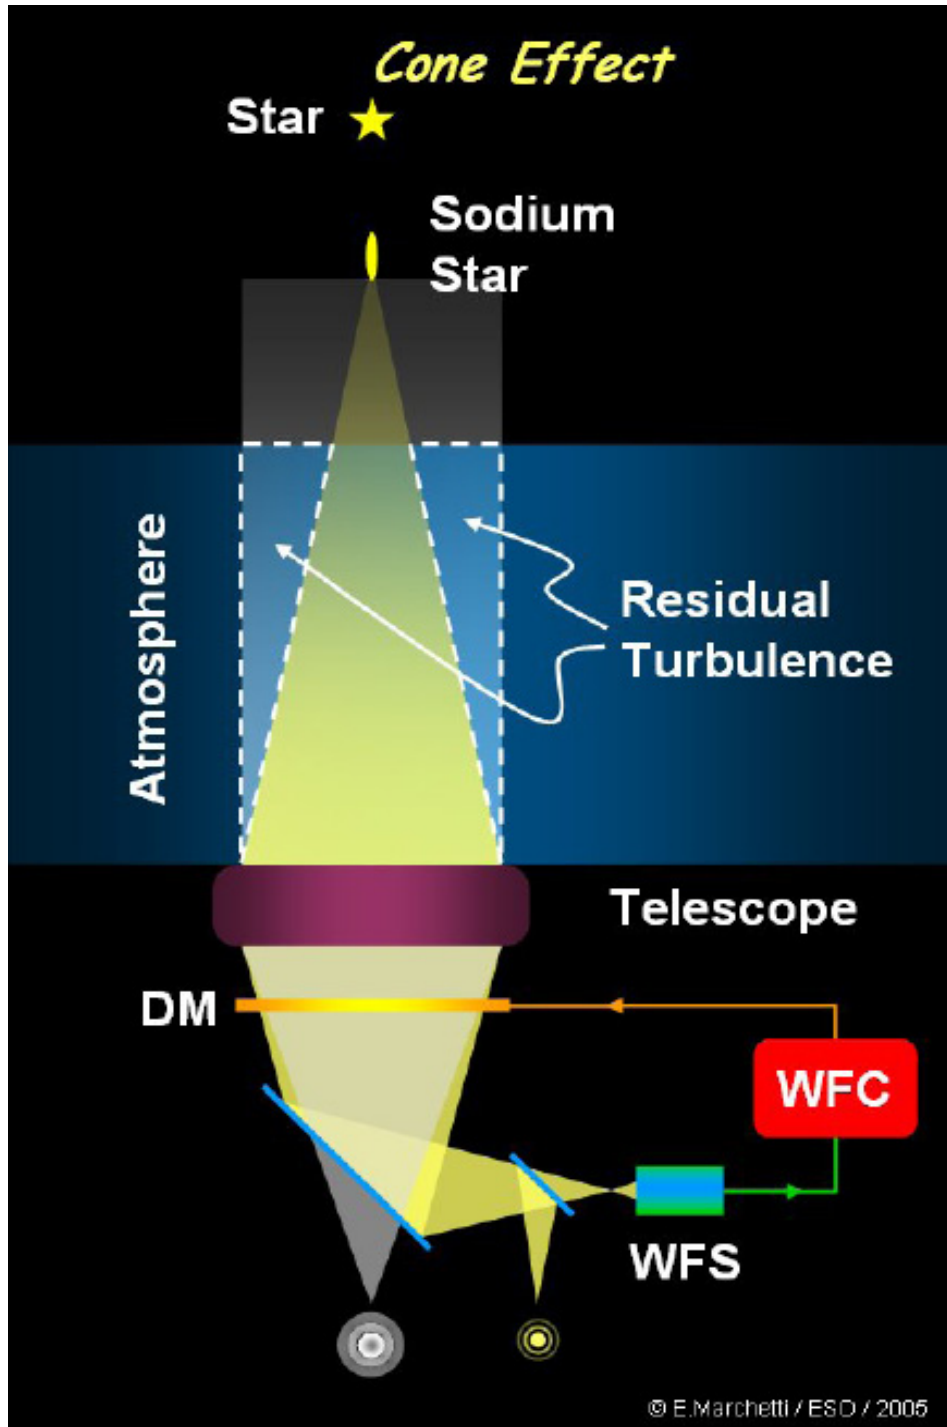 Cone Effect
Star
Sodium
Star
Atmosphere
Residual
Turbulence
Telescope
DM
WFC
WFS
© E.Marchetti / ESO / 2005